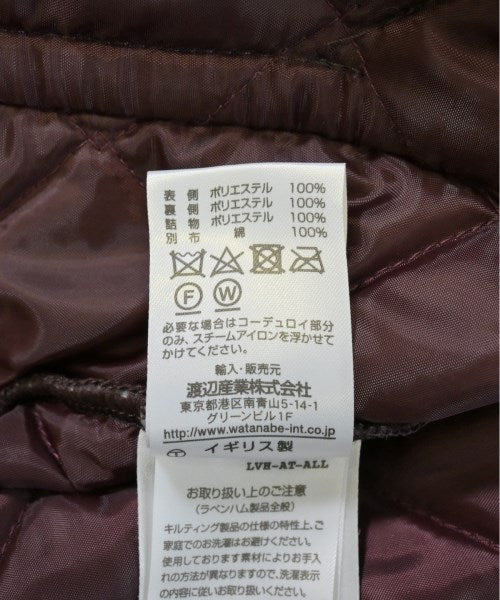 表側 ポリエステル 100%
裏側 ポリエステル 100%
詰物 ポリエステル 100%
別布 綿 100%
F W
必要な場合はコーデュロイ部分
のみ、スチームアイロンを浮かせて
かけてください。
輸入・販売元
渡辺産業株式会社
東京都港区南青山5-14-1
グリーンビル1F
http://www.watanabe-int.co.jp
イギリス製
LVH-AT-ALL
お取り扱い上のご注意
(ラベンハム製品全般)
キルティング製品の仕様の特性上、ご
家庭でのお洗濯はお避けください。
使用しております素材によりお手入
れの方法が異なりますので、洗濯表示
の内容に従いお取り扱いください。